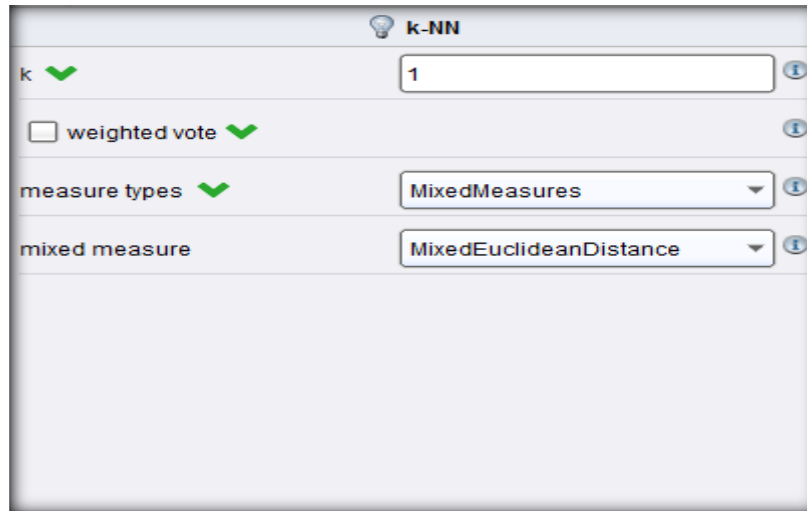 k-NN
k 1
weighted vote
measure types MixedMeasures
mixed measure MixedEuclideanDistance